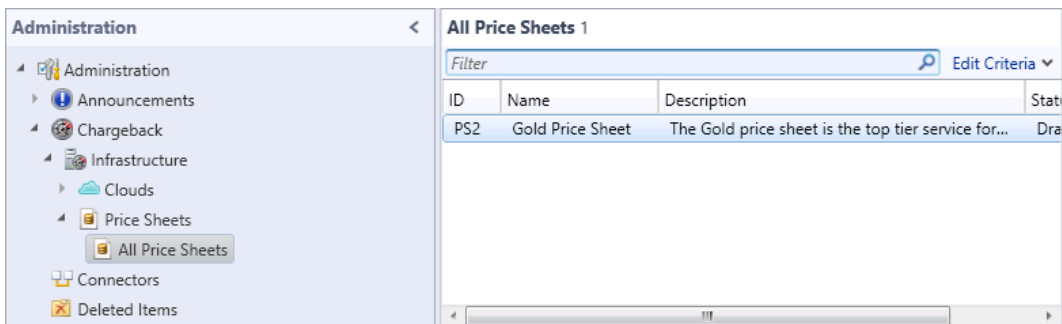 Administration <
Administration
Announcements
Chargeback
Infrastructure
Clouds
Price Sheets
All Price Sheets
Connectors
Deleted Items
All Price Sheets 1
Filter Edit Criteria
ID Name Description Stat
PS2 Gold Price Sheet The Gold price sheet is the top tier service for... Dra